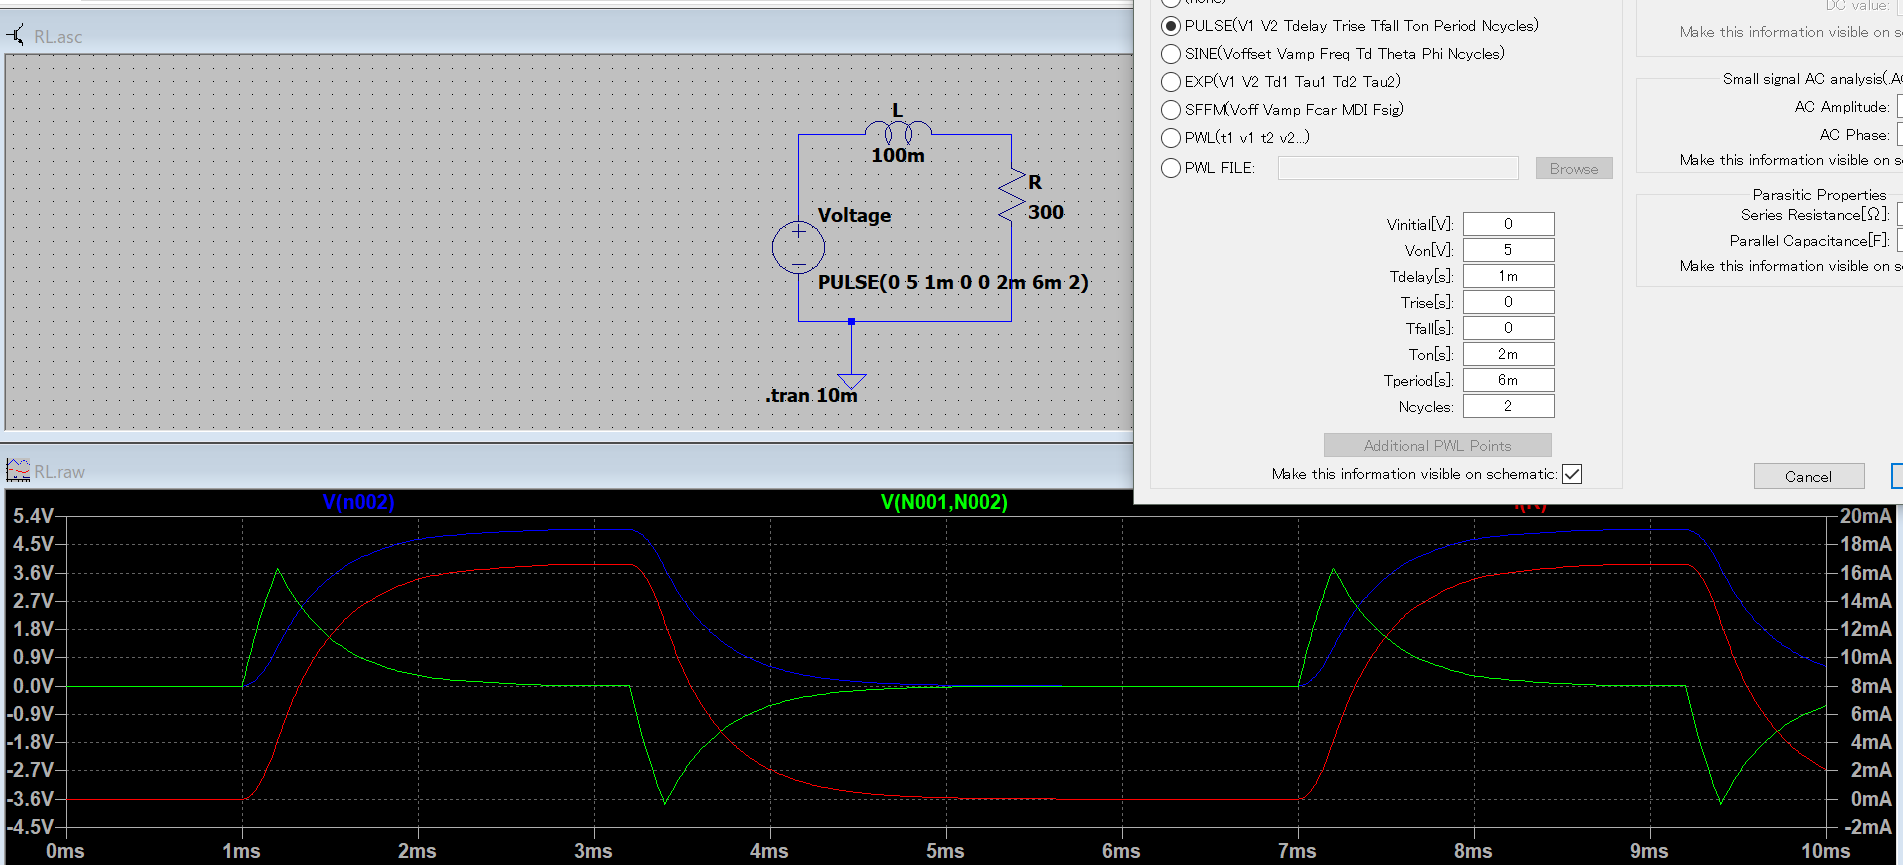 RL.asc
L
100m
R
300
Voltage
PULSE(0 5 1m 0 0 2m 6m 2)
.tran 10m
(none)
PULSE(V1 V2 Tdelay Trise Tfall Ton Period Ncycles)
SINE(Voffset Vamp Freq Td Theta Phi Ncycles)
EXP(V1 V2 Td1 Tau1 Td2 Tau2)
SFFM(Voff Vamp Fcar MDI Fsig)
PWL(t1 v1 t2 v2...)
PWL FILE:
Browse
Vinitial[V]: 0
Von[V]: 5
Tdelay[s]: 1m
Trise[s]: 0
Tfall[s]: 0
Ton[s]: 2m
Tperiod[s]: 6m
Ncycles: 2
Additional PWL Points
Make this information visible on schematic:
DC value:
Make this information visible on s
Small signal AC analysis(.A
AC Amplitude:
AC Phase:
Make this information visible on s
Parasitic Properties
Series Resistance[Ω]:
Parallel Capacitance[F]:
Make this information visible on s
Cancel
RL.raw
V(n002)
V(N001,N002)
I(R)
5.4V
4.5V
3.6V
2.7V
1.8V
0.9V
0.0V
-0.9V
-1.8V
-2.7V
-3.6V
-4.5V
20mA
18mA
16mA
14mA
12mA
10mA
8mA
6mA
4mA
2mA
0mA
-2mA
0ms 1ms 2ms 3ms 4ms 5ms 6ms 7ms 8ms 9ms 10ms